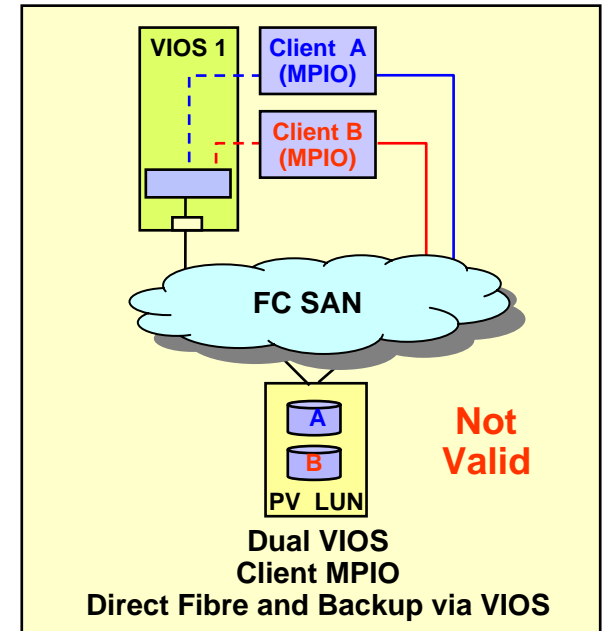 VIOS 1
Client A
(MPIO)
Client B
(MPIO)
FC SAN
A
B
PV LUN
Not
Valid
Dual VIOS
Client MPIO
Direct Fibre and Backup via VIOS